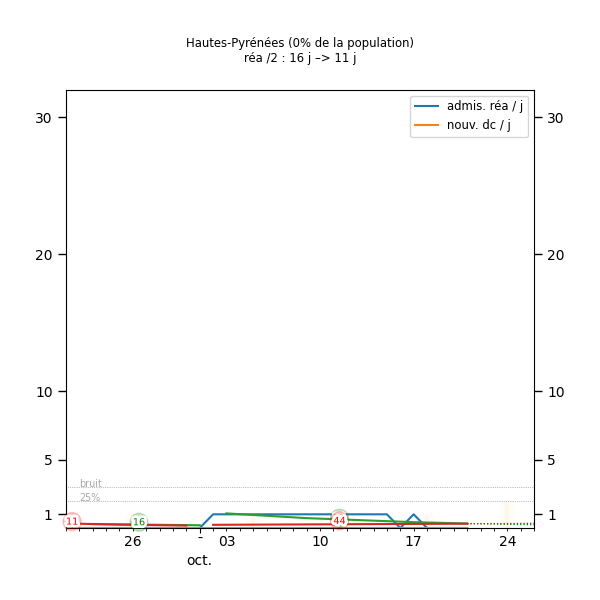 Hautes-Pyrénées (0% de la population)
réa /2 : 16 j –> 11 j
admis. réa / j
nouv. dc / j
30 30
20 20
10 10
5 5
bruit
25%
1 1
11 16 44
26 - 03 10 17 24
oct.